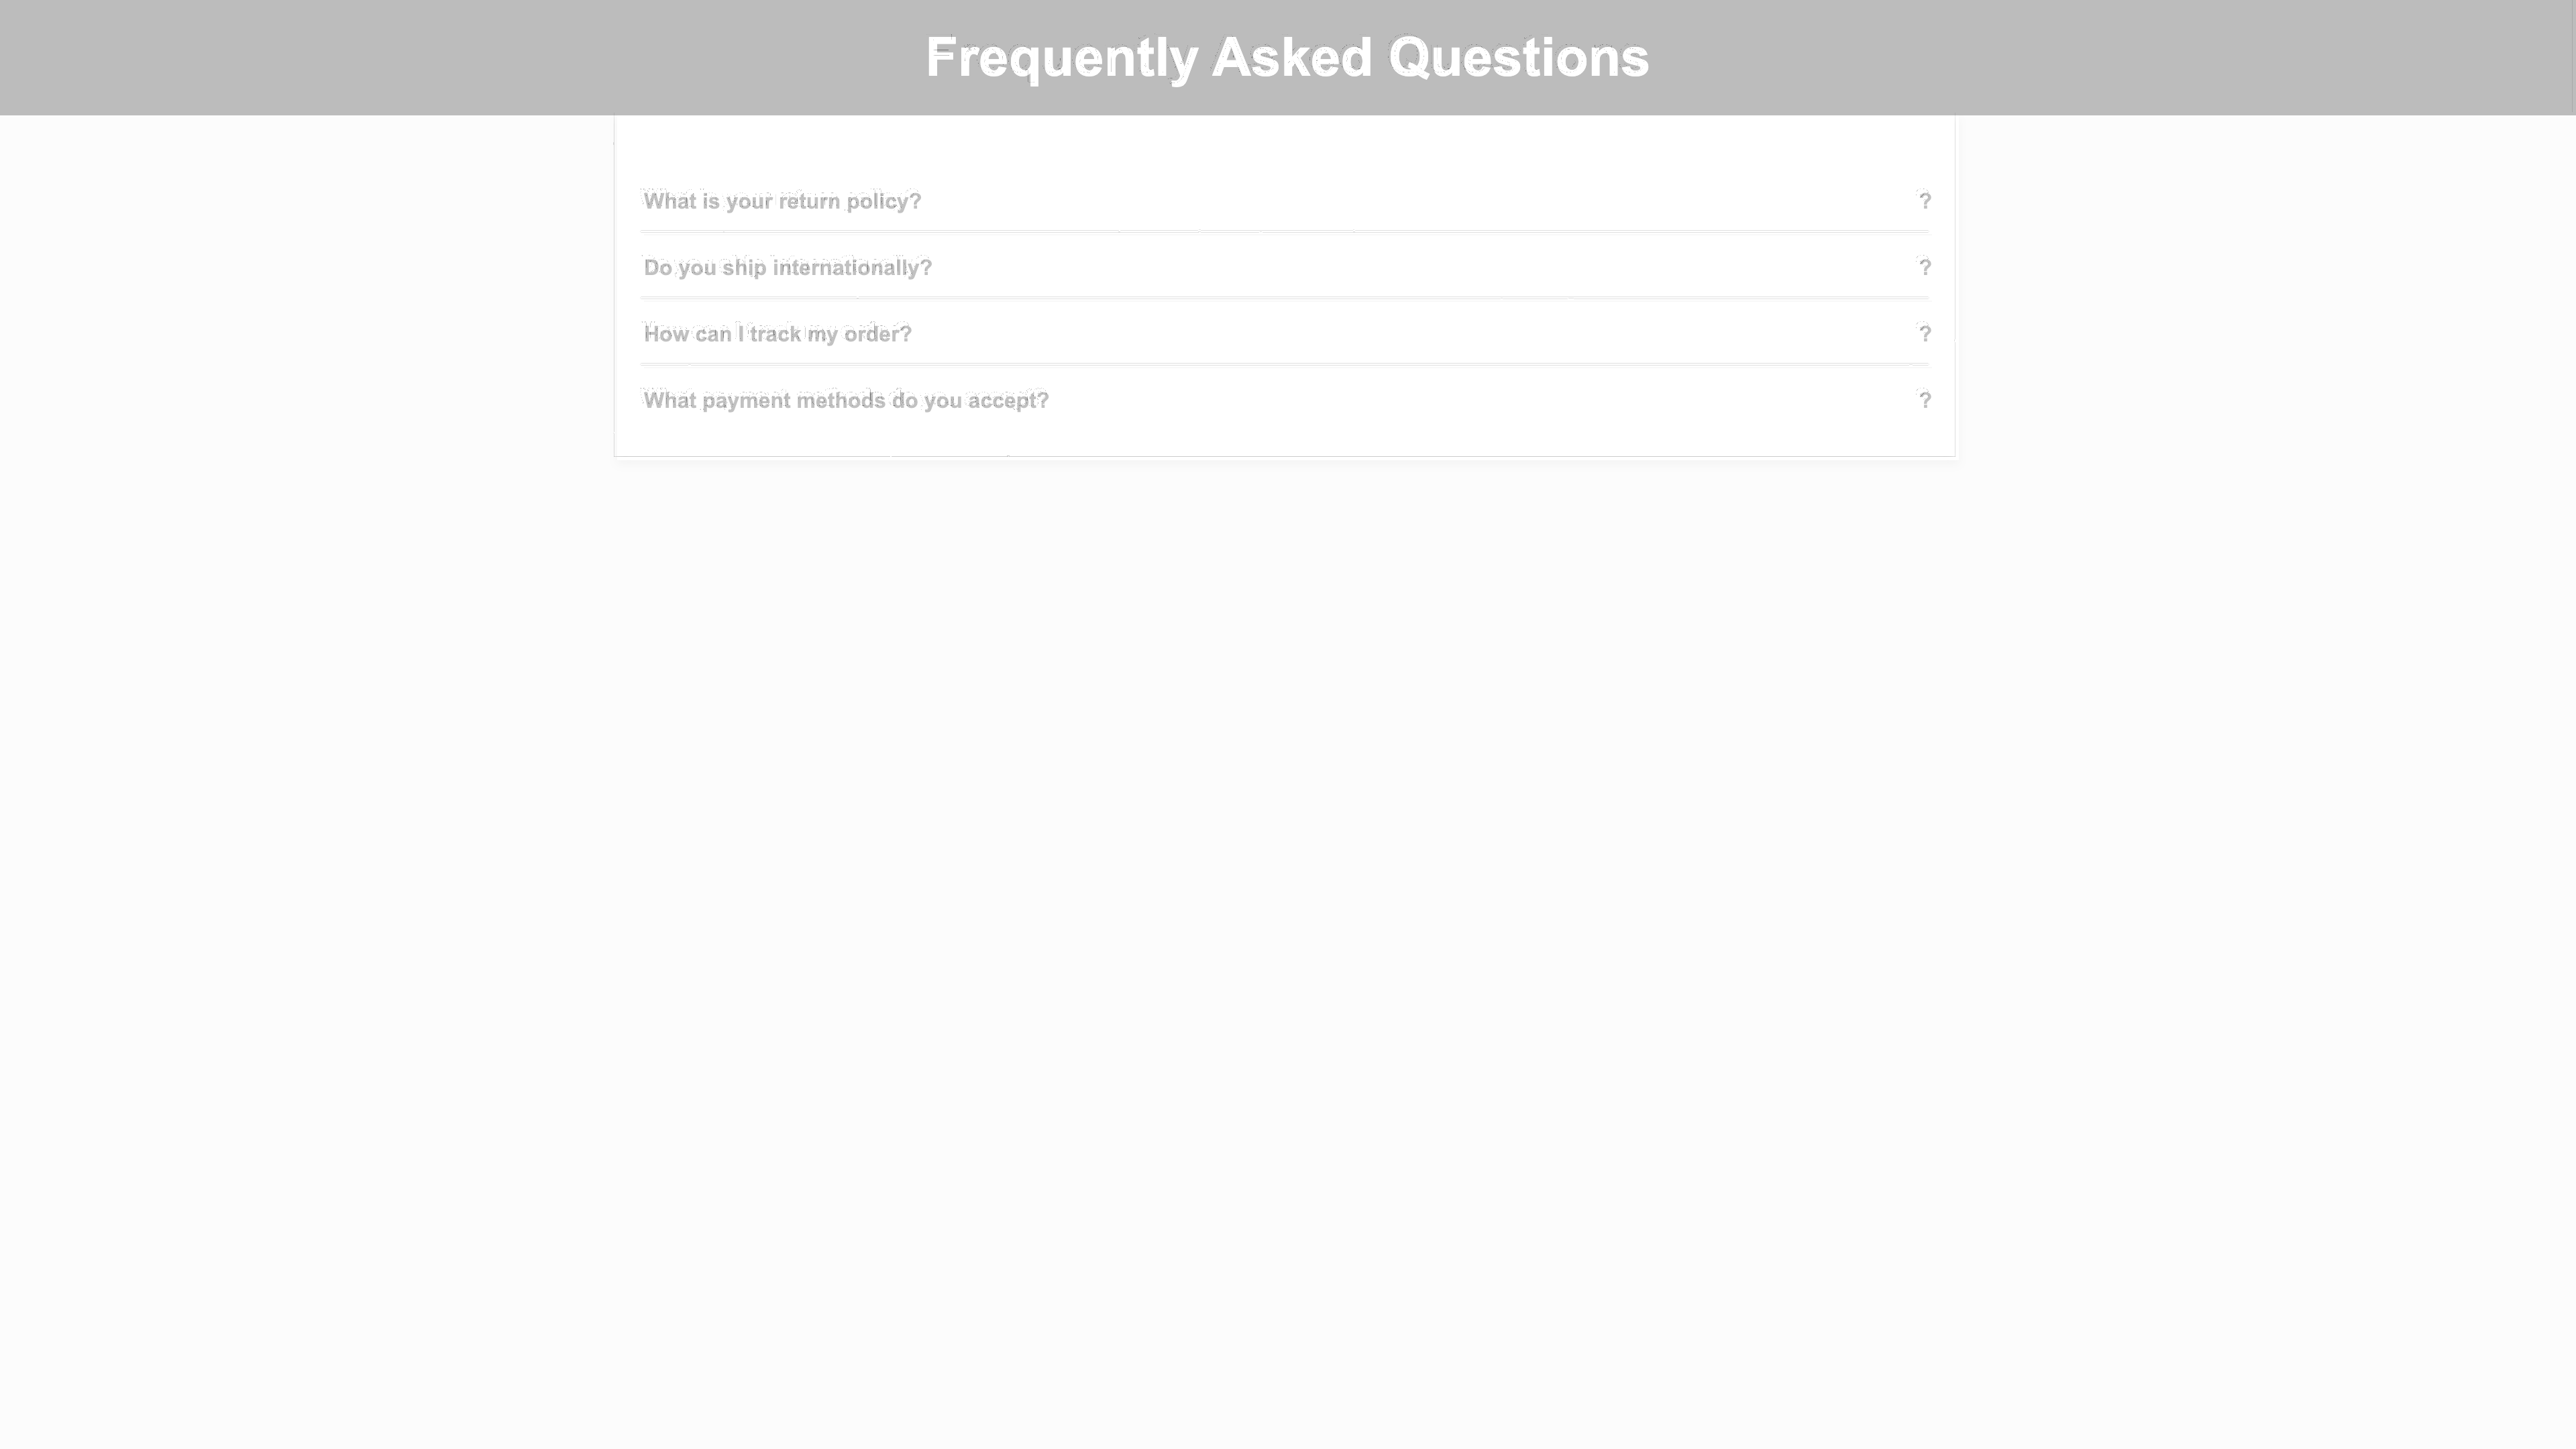 Frequently Asked Questions
What is your return policy? ?
Do you ship internationally? ?
How can I track my order? ?
What payment methods do you accept? ?